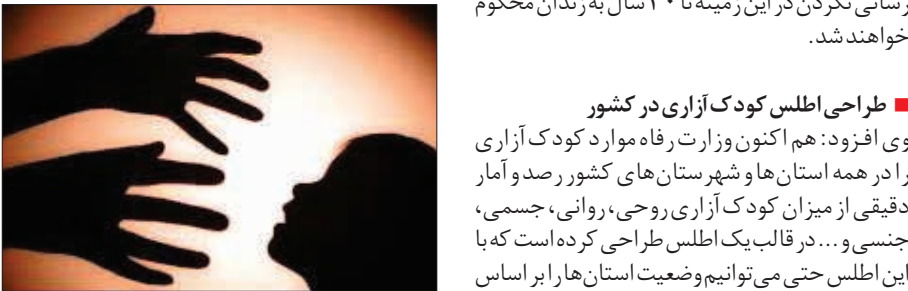 رسانی نکردن در این زمینه تا ۲۰ سال به زندان محکوم
خواهند شد.
■ طراحی اطلس کودک‌آزاری در کشور
وی افزود: هم اکنون وزارت رفاه موارد کودک‌آزاری
را در همه استان‌ها و شهرستان‌های کشور رصد و آمار
دقیقی از میزان کودک‌آزاری روحی، روانی، جسمی،
جنسی و... در قالب یک اطلس طراحی کرده است که با
این اطلس حتی می‌توانیم وضعیت استان‌ها را بر اساس